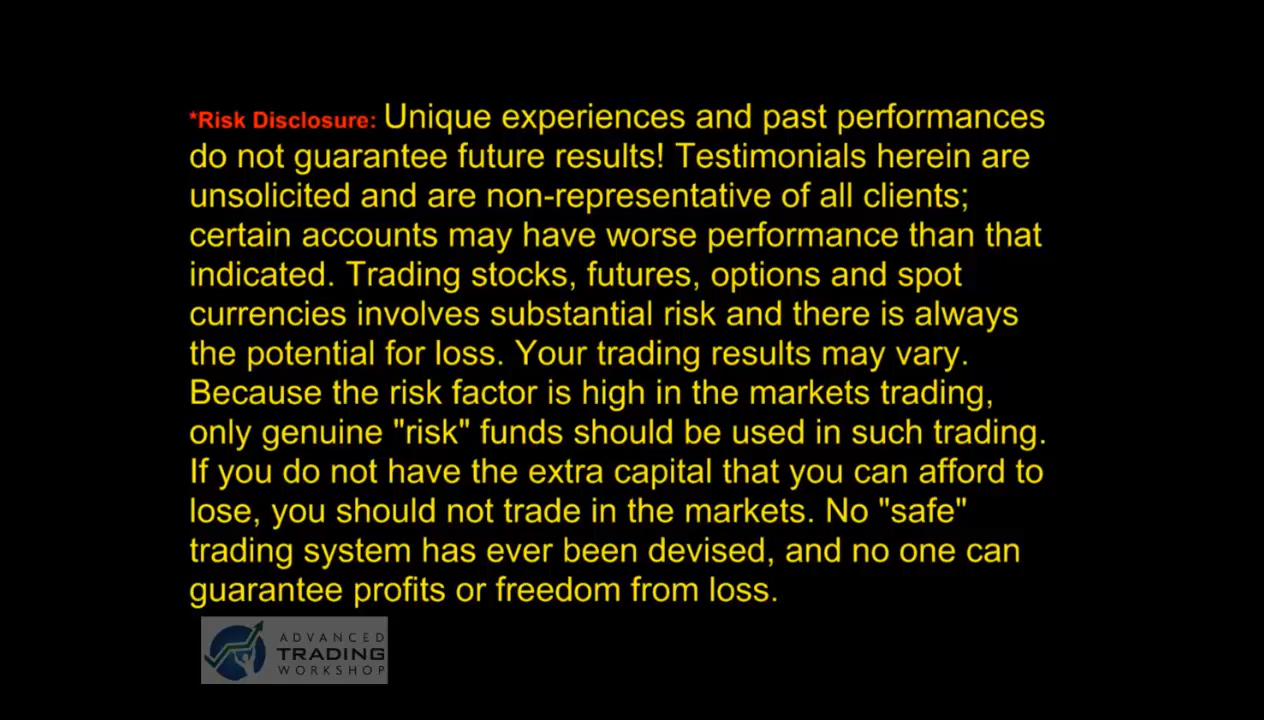 *Risk Disclosure: Unique experiences and past performances
do not guarantee future results! Testimonials herein are
unsolicited and are non-representative of all clients;
certain accounts may have worse performance than that
indicated. Trading stocks, futures, options and spot
currencies involves substantial risk and there is always
the potential for loss. Your trading results may vary.
Because the risk factor is high in the markets trading,
only genuine "risk" funds should be used in such trading.
If you do not have the extra capital that you can afford to
lose, you should not trade in the markets. No "safe"
trading system has ever been devised, and no one can
guarantee profits or freedom from loss.
ADVANCED
TRADING
WORKSHOP